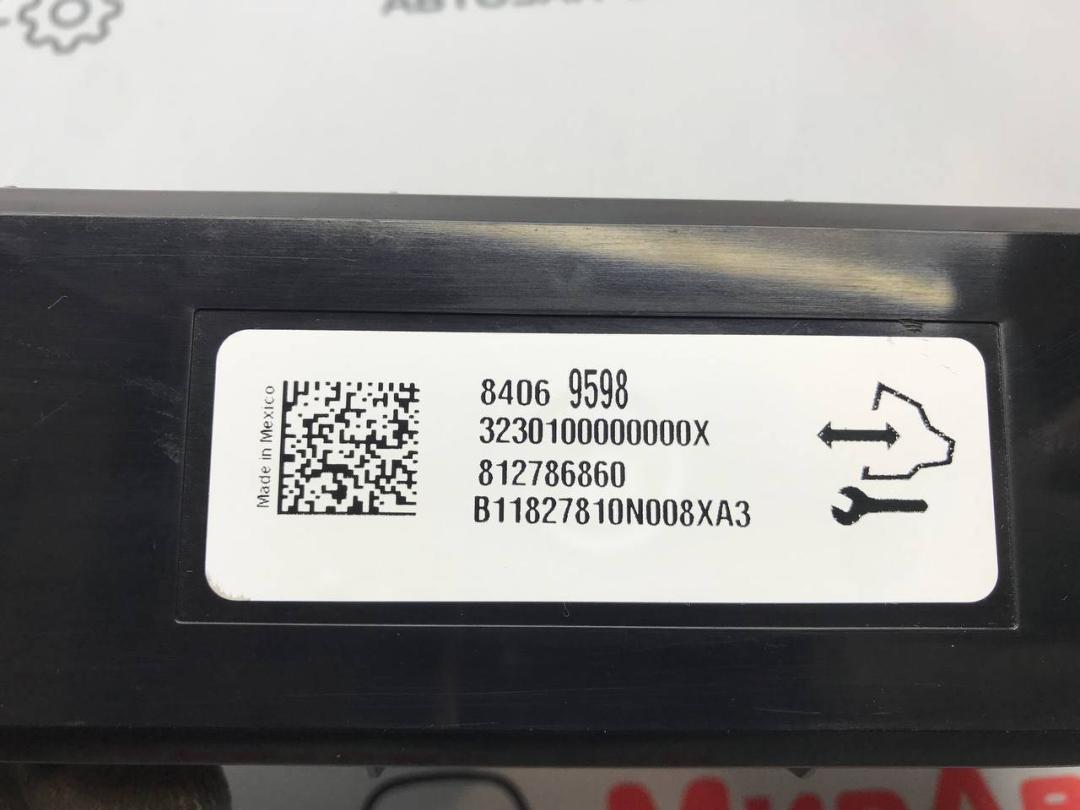 Made in Mexico
8406 9598
3230100000000X
812786860
B11827810N008XA3